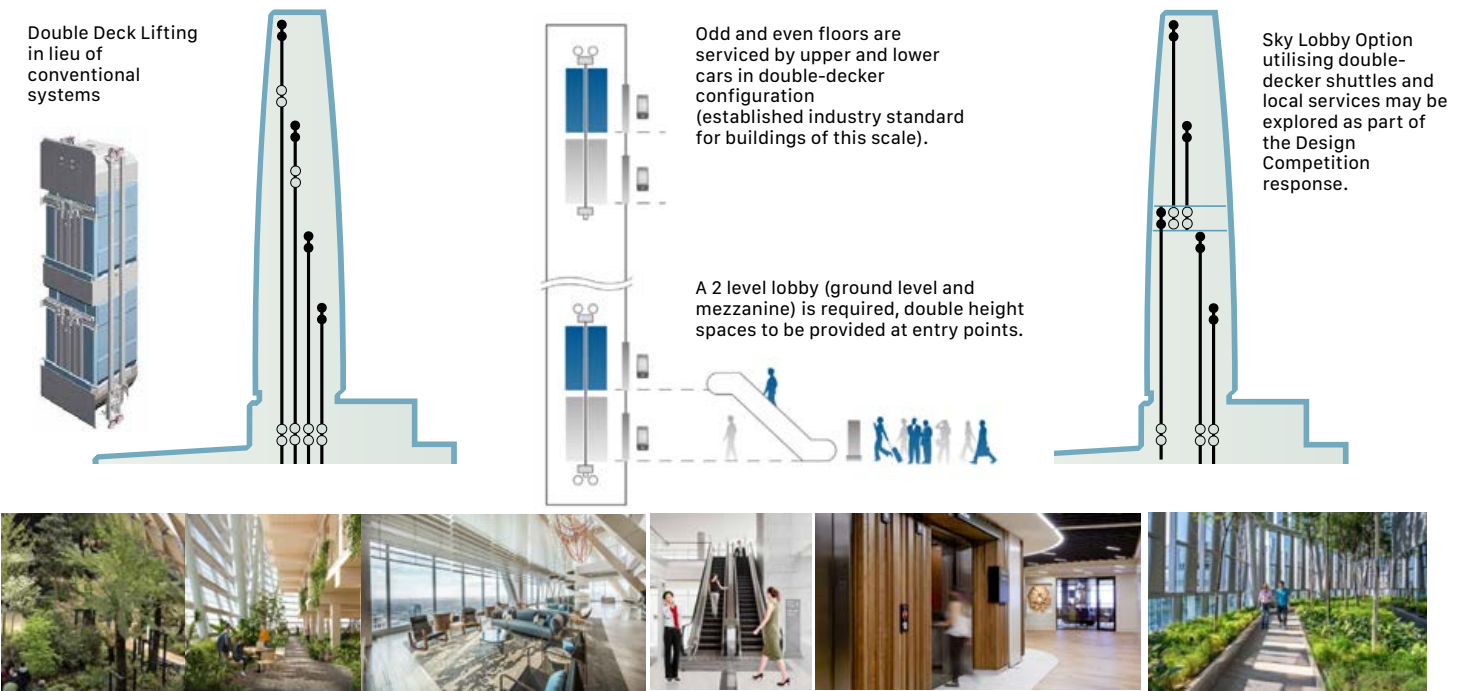 Double Deck Lifting
in lieu of
conventional
systems
Odd and even floors are
serviced by upper and lower
cars in double-decker
configuration
(established industry standard
for buildings of this scale).
A 2 level lobby (ground level and
mezzanine) is required, double height
spaces to be provided at entry points.
Sky Lobby Option
utilising double-
decker shuttles and
local services may be
explored as part of
the Design
Competition
response.